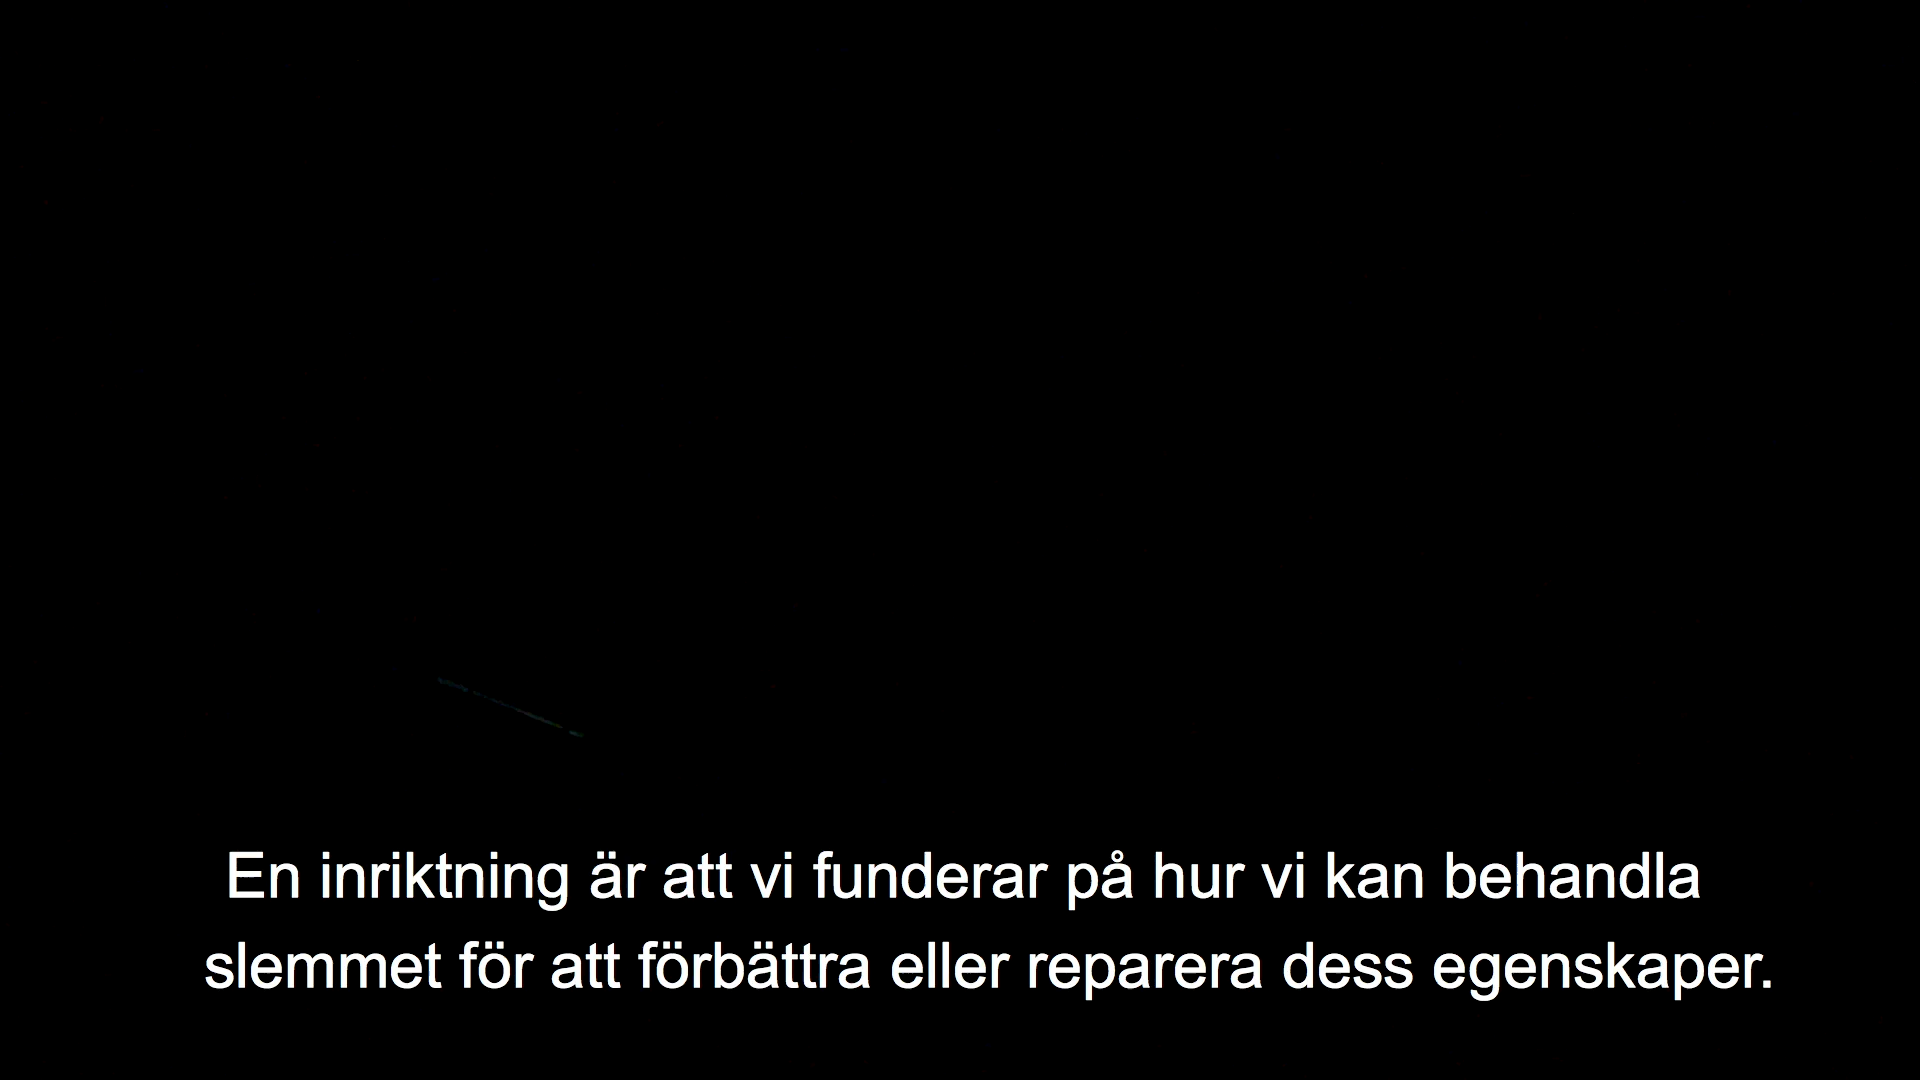 En inriktning är att vi funderar på hur vi kan behandla
slemmet för att förbättra eller reparera dess egenskaper.